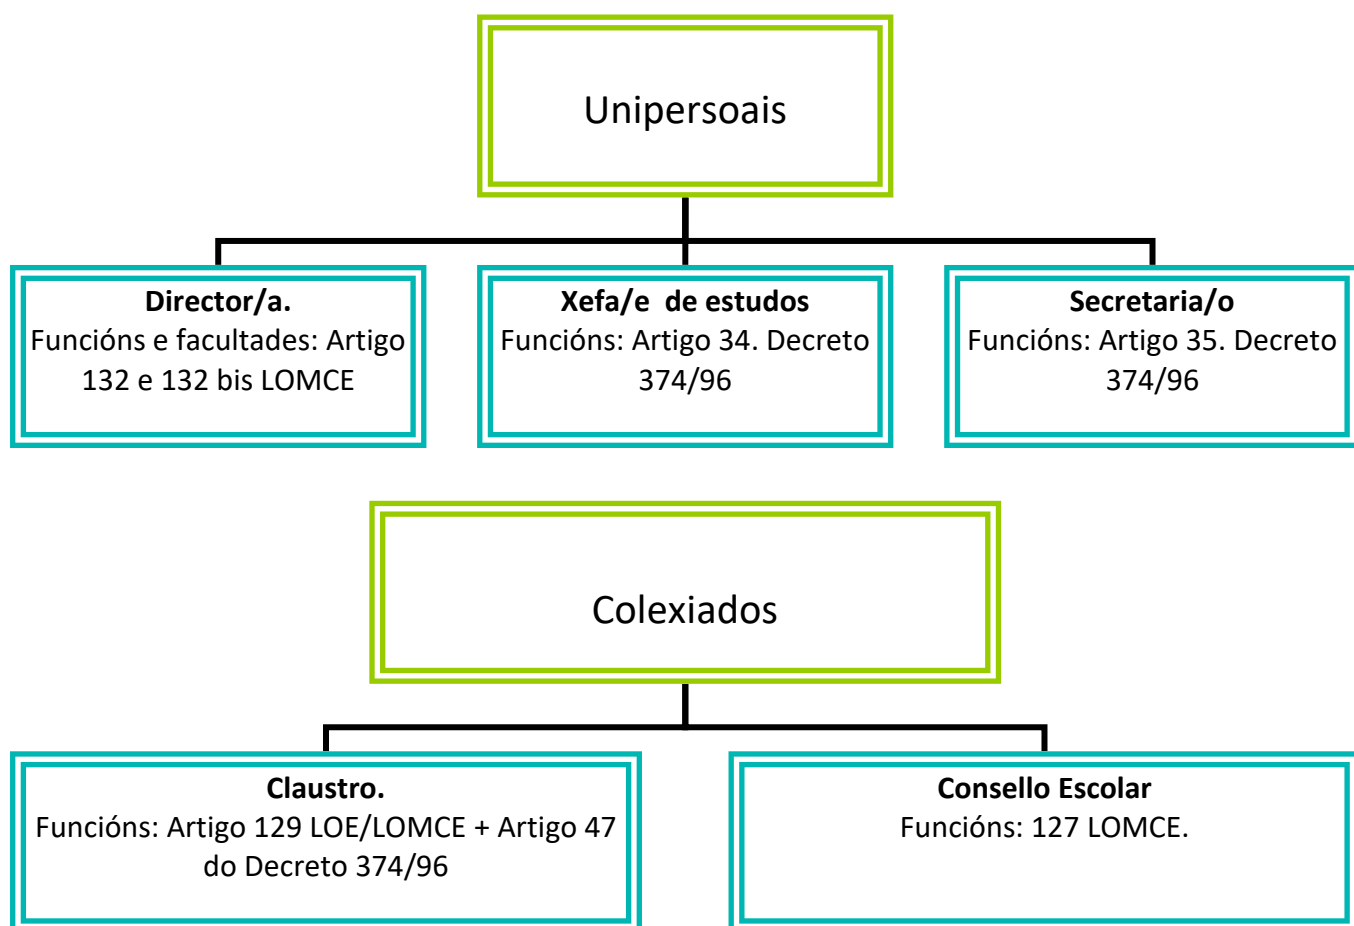 Unipersoais
Director/a.
Funcións e facultades: Artigo
132 e 132 bis LOMCE
Xefa/e  de estudos
Funcións: Artigo 34. Decreto
374/96
Secretaria/o
Funcións: Artigo 35. Decreto
374/96
Colexiados
Claustro.
Funcións: Artigo 129 LOE/LOMCE + Artigo 47
do Decreto 374/96
Consello Escolar
Funcións: 127 LOMCE.